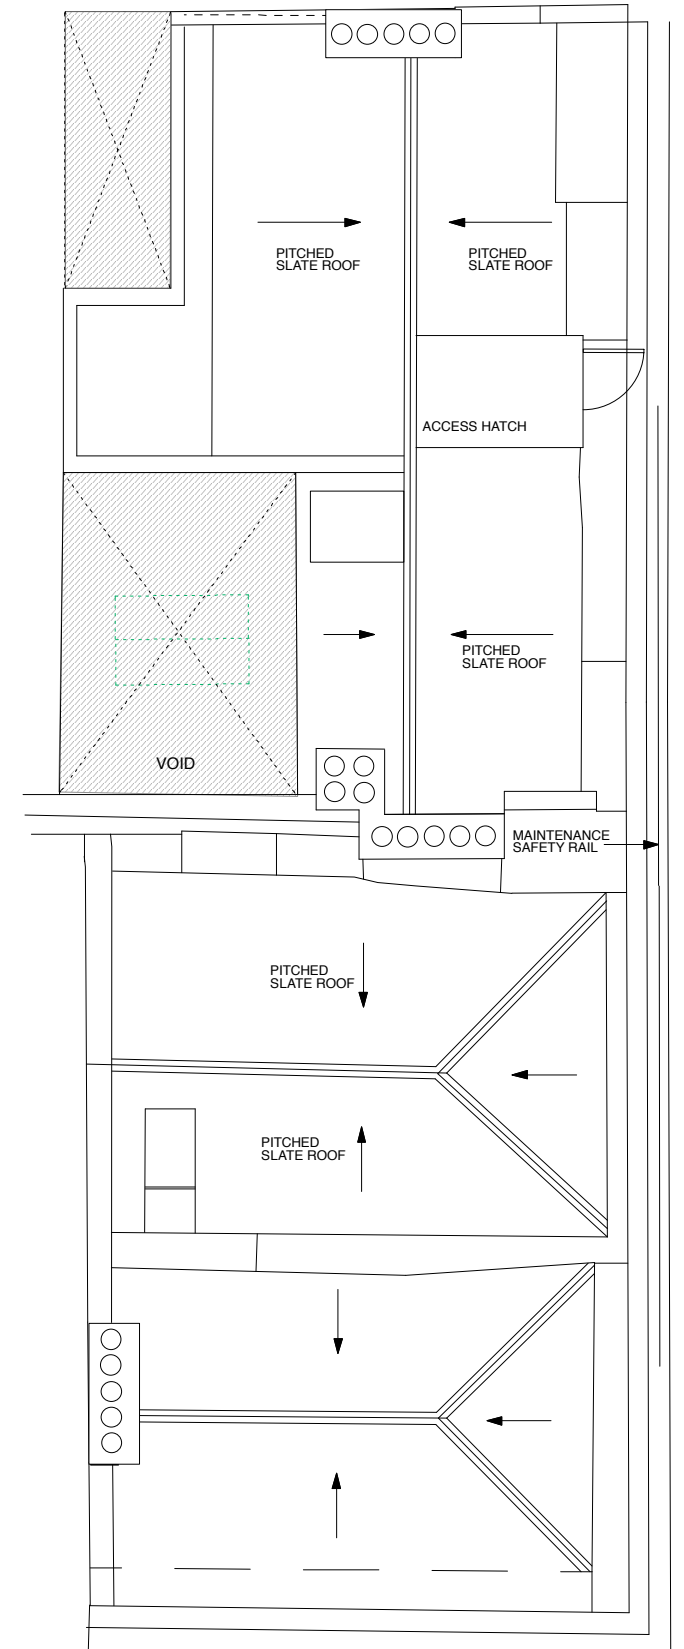 PITCHED
SLATE ROOF
PITCHED
SLATE ROOF
ACCESS HATCH
PITCHED
SLATE ROOF
VOID
MAINTENANCE
SAFETY RAIL
PITCHED
SLATE ROOF
PITCHED
SLATE ROOF